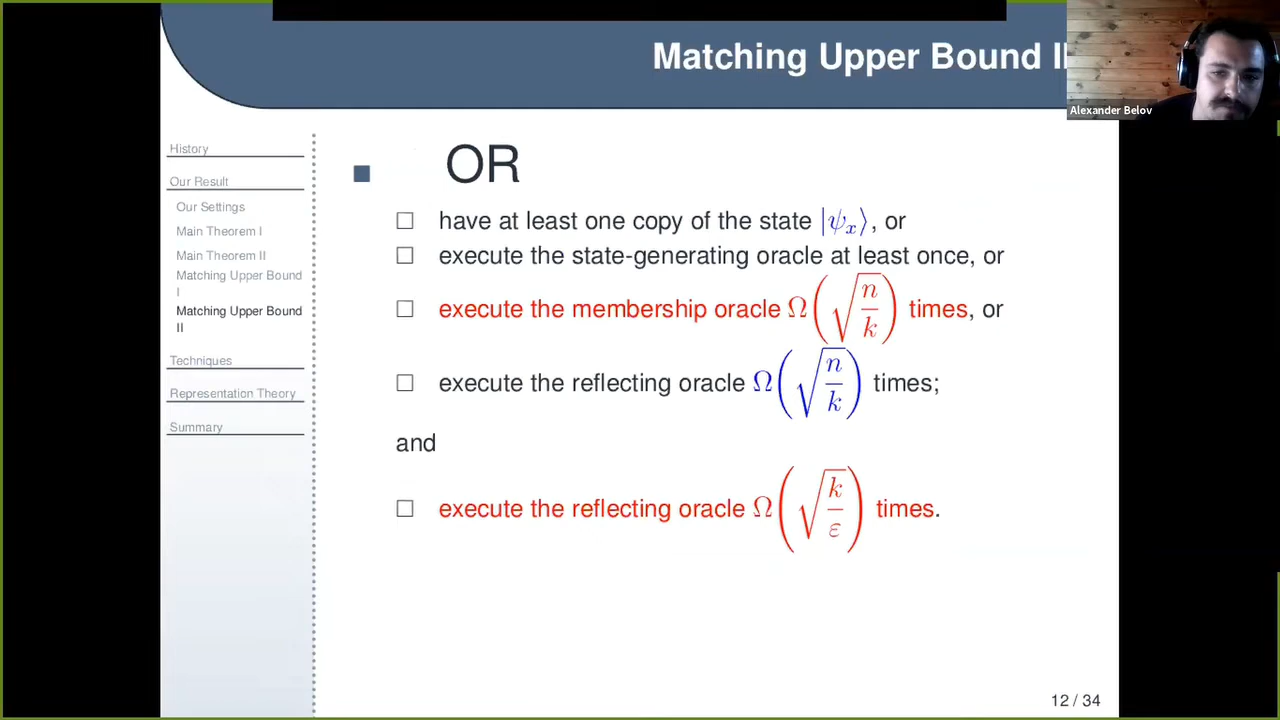 Matching Upper Bound II
Alexander Belov
History
Our Result
Our Settings
Main Theorem I
Main Theorem II
Matching Upper Bound
I
Matching Upper Bound
II
Techniques
Representation Theory
Summary
OR
have at least one copy of the state |ψₓ⟩, or
execute the state-generating oracle at least once, or
execute the membership oracle Ω(√(n/k)) times, or
execute the reflecting oracle Ω(√(n/k)) times;
and
execute the reflecting oracle Ω(√(k/ε)) times.
12 / 34